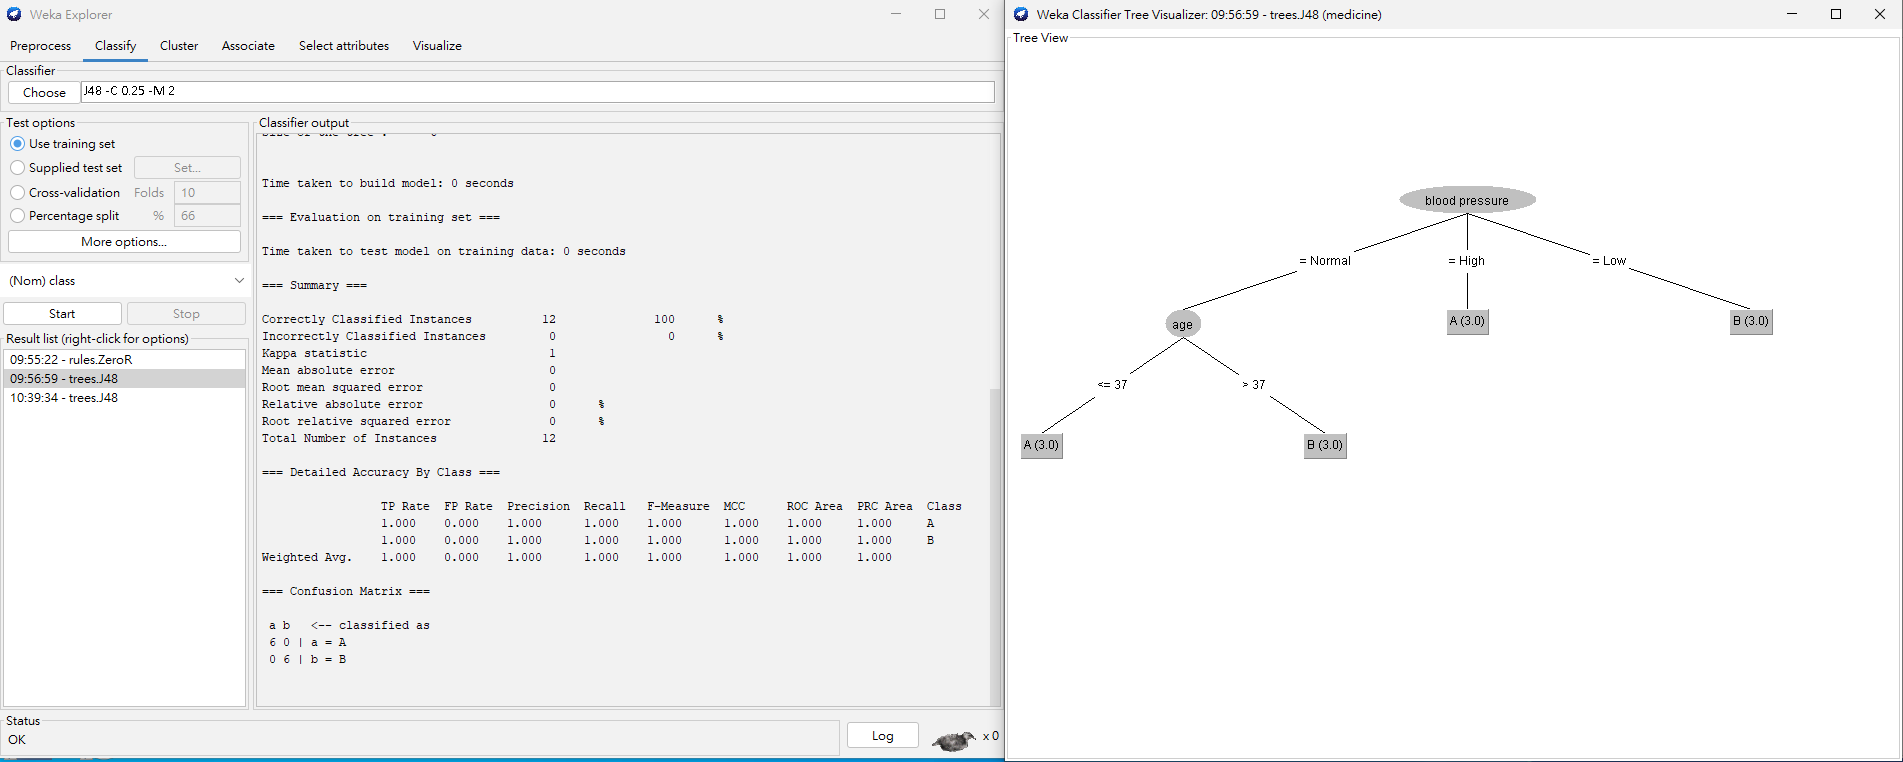 Weka Explorer
Preprocess Classify Cluster Associate Select attributes Visualize
Classifier
Choose J48 -C 0.25 -M 2
Test options
Use training set
Supplied test set Set...
Cross-validation Folds 10
Percentage split % 66
More options...
(Nom) class
Start Stop
Result list (right-click for options)
09:55:22 - rules.ZeroR
09:56:59 - trees.J48
10:39:34 - trees.J48
Classifier output
Time taken to build model: 0 seconds
=== Evaluation on training set ===
Time taken to test model on training data: 0 seconds
=== Summary ===
Correctly Classified Instances 12 100 %
Incorrectly Classified Instances 0 0 %
Kappa statistic 1
Mean absolute error 0
Root mean squared error 0
Relative absolute error 0 %
Root relative squared error 0 %
Total Number of Instances 12
=== Detailed Accuracy By Class ===
TP Rate FP Rate Precision Recall F-Measure MCC ROC Area PRC Area Class
1.000 0.000 1.000 1.000 1.000 1.000 1.000 1.000 A
1.000 0.000 1.000 1.000 1.000 1.000 1.000 1.000 B
Weighted Avg. 1.000 0.000 1.000 1.000 1.000 1.000 1.000 1.000
=== Confusion Matrix ===
a b <-- classified as
6 0 | a = A
0 6 | b = B
Status
OK
Log
x 0
Weka Classifier Tree Visualizer: 09:56:59 - trees.J48 (medicine)
Tree View
blood pressure
= Normal = High = Low
age A (3.0) B (3.0)
<= 37 > 37
A (3.0) B (3.0)